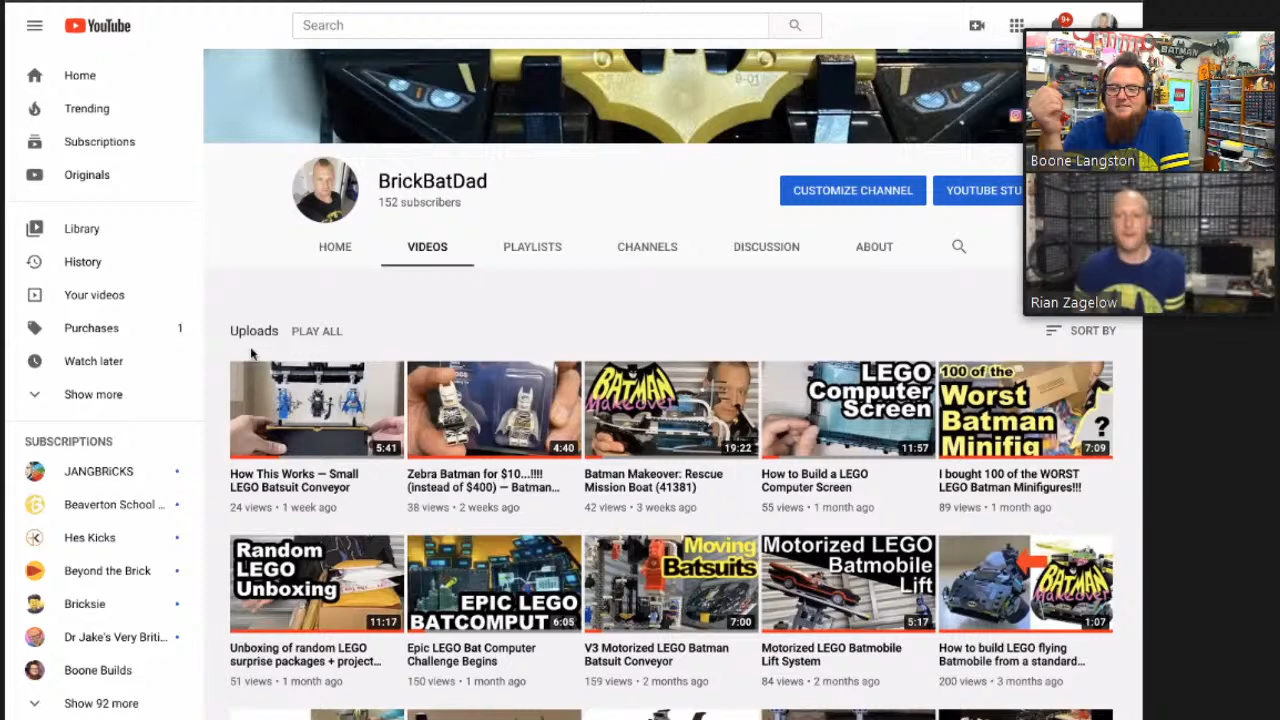 YouTube
Search
9+
Home
Trending
Subscriptions
Originals
Library
History
Your videos
Purchases 1
Watch later
Show more
SUBSCRIPTIONS
JANGBRICKS
Beaverton School ...
Hes Kicks
Beyond the Brick
Bricksie
Dr Jake's Very Briti...
Boone Builds
Show 92 more
9-01
BATMAN
Boone Langston
Rian Zagelow
BrickBatDad
152 subscribers
CUSTOMIZE CHANNEL
YOUTUBE STU
HOME
VIDEOS
PLAYLISTS
CHANNELS
DISCUSSION
ABOUT
Uploads
PLAY ALL
SORT BY
5:41
How This Works — Small
LEGO Batsuit Conveyor
24 views • 1 week ago
4:40
Zebra Batman for $10...!!!!
(instead of $400) — Batman...
38 views • 2 weeks ago
BATMAN
Makeover
19:22
Batman Makeover: Rescue
Mission Boat (41381)
42 views • 3 weeks ago
LEGO
Computer
Screen
11:57
How to Build a LEGO
Computer Screen
55 views • 1 month ago
100 of the
Worst
Batman
Minifig
?
7:09
I bought 100 of the WORST
LEGO Batman Minifigures!!!
89 views • 1 month ago
Random
LEGO
Unboxing
11:17
Unboxing of random LEGO
surprise packages + project...
51 views • 1 month ago
EPIC LEGO
BATCOMPUT
6:05
Epic LEGO Bat Computer
Challenge Begins
150 views • 1 month ago
Moving
Batsuits
7:00
V3 Motorized LEGO Batman
Batsuit Conveyor
159 views • 2 months ago
Motorized LEGO
Batmobile
Lift
5:17
Motorized LEGO Batmobile
Lift System
84 views • 2 months ago
BATMAN
Makeover
1:07
How to build LEGO flying
Batmobile from a standard...
200 views • 3 months ago